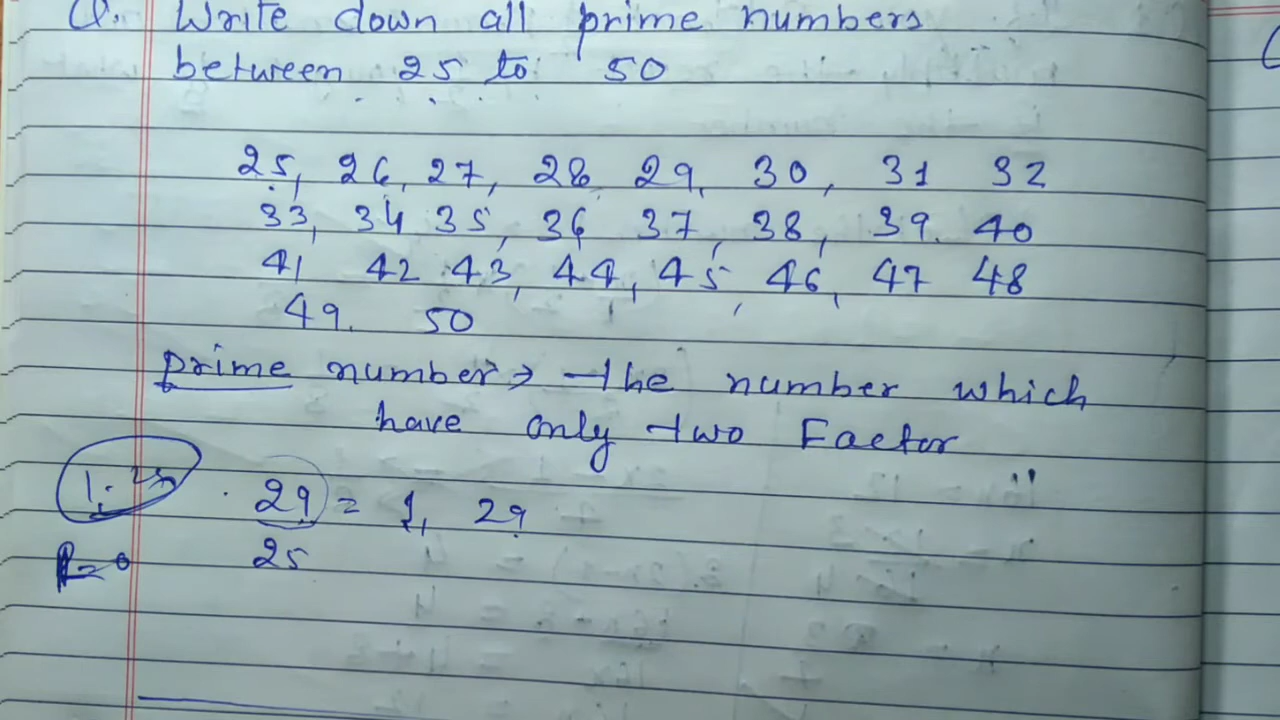 Q. Write down all prime numbers
between 25 to 50
25, 26, 27, 28 29, 30, 31 32
33, 34 35, 36 37, 38, 39. 40
41 42 43, 44, 45, 46, 47 48
49. 50
prime number → The number which
have only two Factor
29 = 1, 29
25